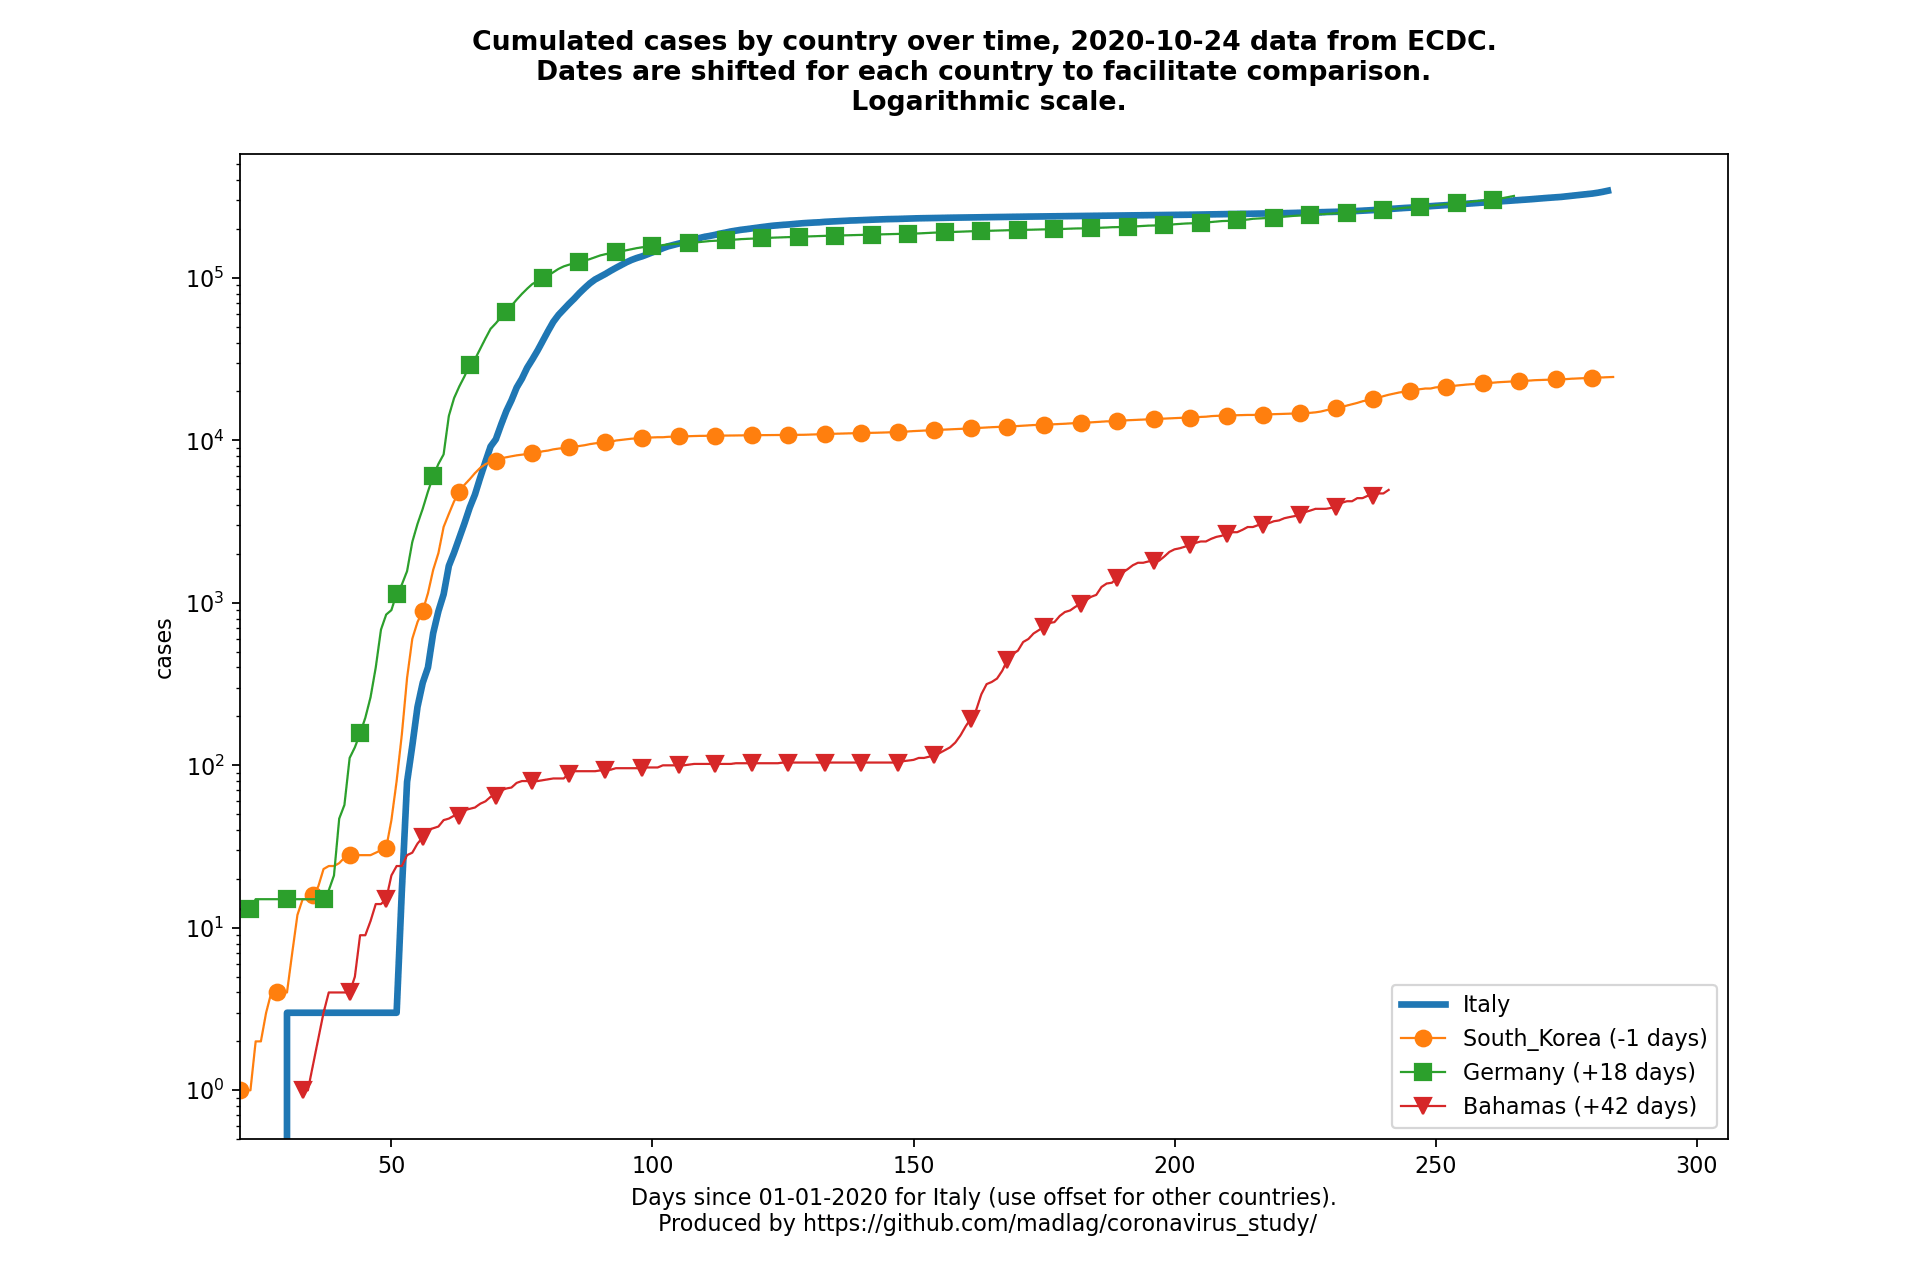 Cumulated cases by country over time, 2020-10-24 data from ECDC.
Dates are shifted for each country to facilitate comparison.
Logarithmic scale.
cases
10^5
10^4
10^3
10^2
10^1
10^0
50
100
150
200
250
300
Italy
South_Korea (-1 days)
Germany (+18 days)
Bahamas (+42 days)
Days since 01-01-2020 for Italy (use offset for other countries).
Produced by https://github.com/madlag/coronavirus_study/